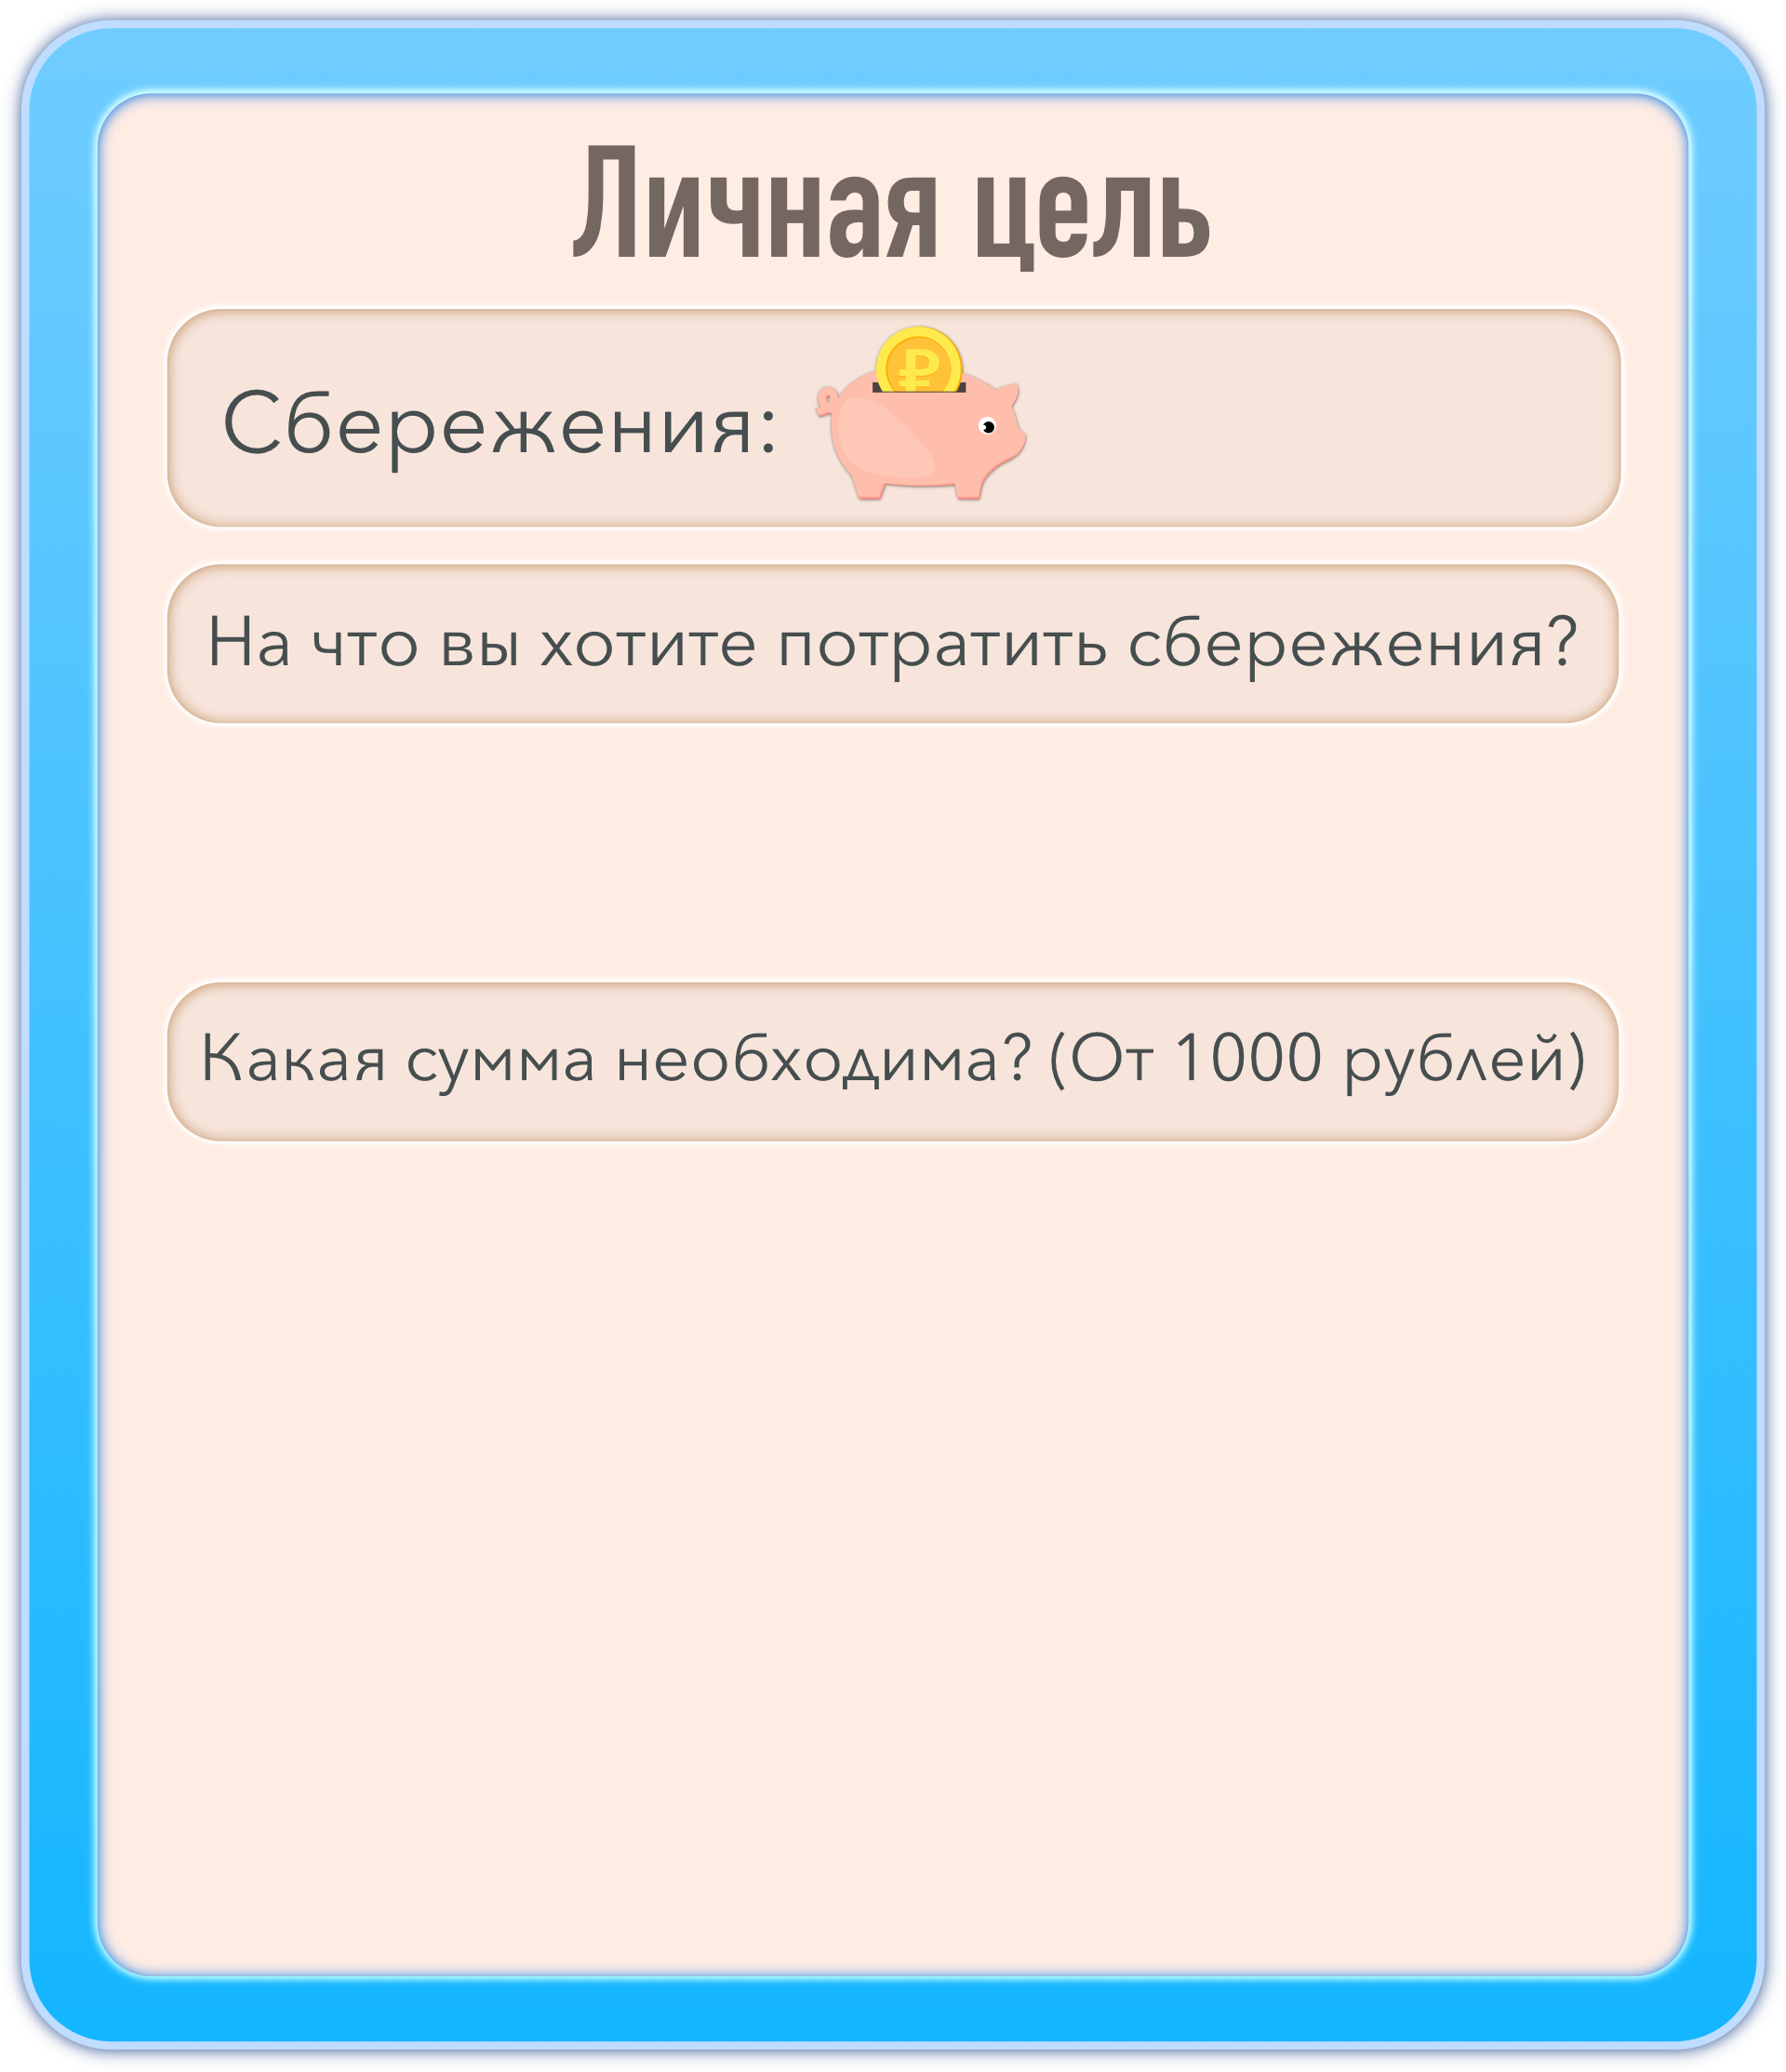 Личная цель
₽
Сбережения:
На что вы хотите потратить сбережения?
Какая сумма необходима? (От 1000 рублей)